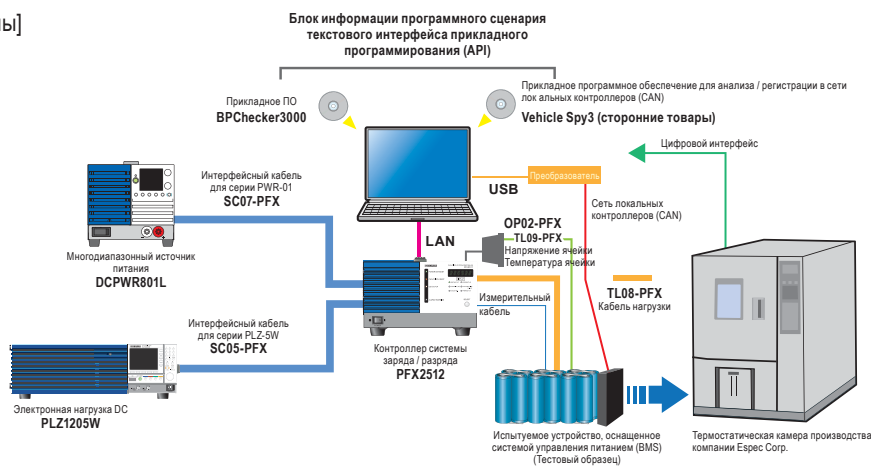 ны]
Блок информации программного сценария
текстового интерфейса прикладного
программирования (API)
Прикладное ПО
BPChecker3000
Прикладное программное обеспечение для анализа / регистрации в сети
лок альных контроллеров (CAN)
Vehicle Spy3 (сторонние товары)
Цифровой интерфейс
Интерфейсный кабель
для серии PWR-01
SC07-PFX
USB
Преобразователь
Сеть локальных
контроллеров (CAN)
Многодиапазонный источник
питания
DCPWR801L
LAN
OP02-PFX
TL09-PFX
Напряжение ячейки
Температура ячейки
TL08-PFX
Кабель нагрузки
Измерительный
кабель
Интерфейсный кабель
для серии PLZ-5W
SC05-PFX
Контроллер системы
заряда / разряда
PFX2512
Электронная нагрузка DC
PLZ1205W
Испытуемое устройство, оснащенное
системой управления питанием (BMS)
(Тестовый образец)
Термостатическая камера производства
компании Espec Corp.